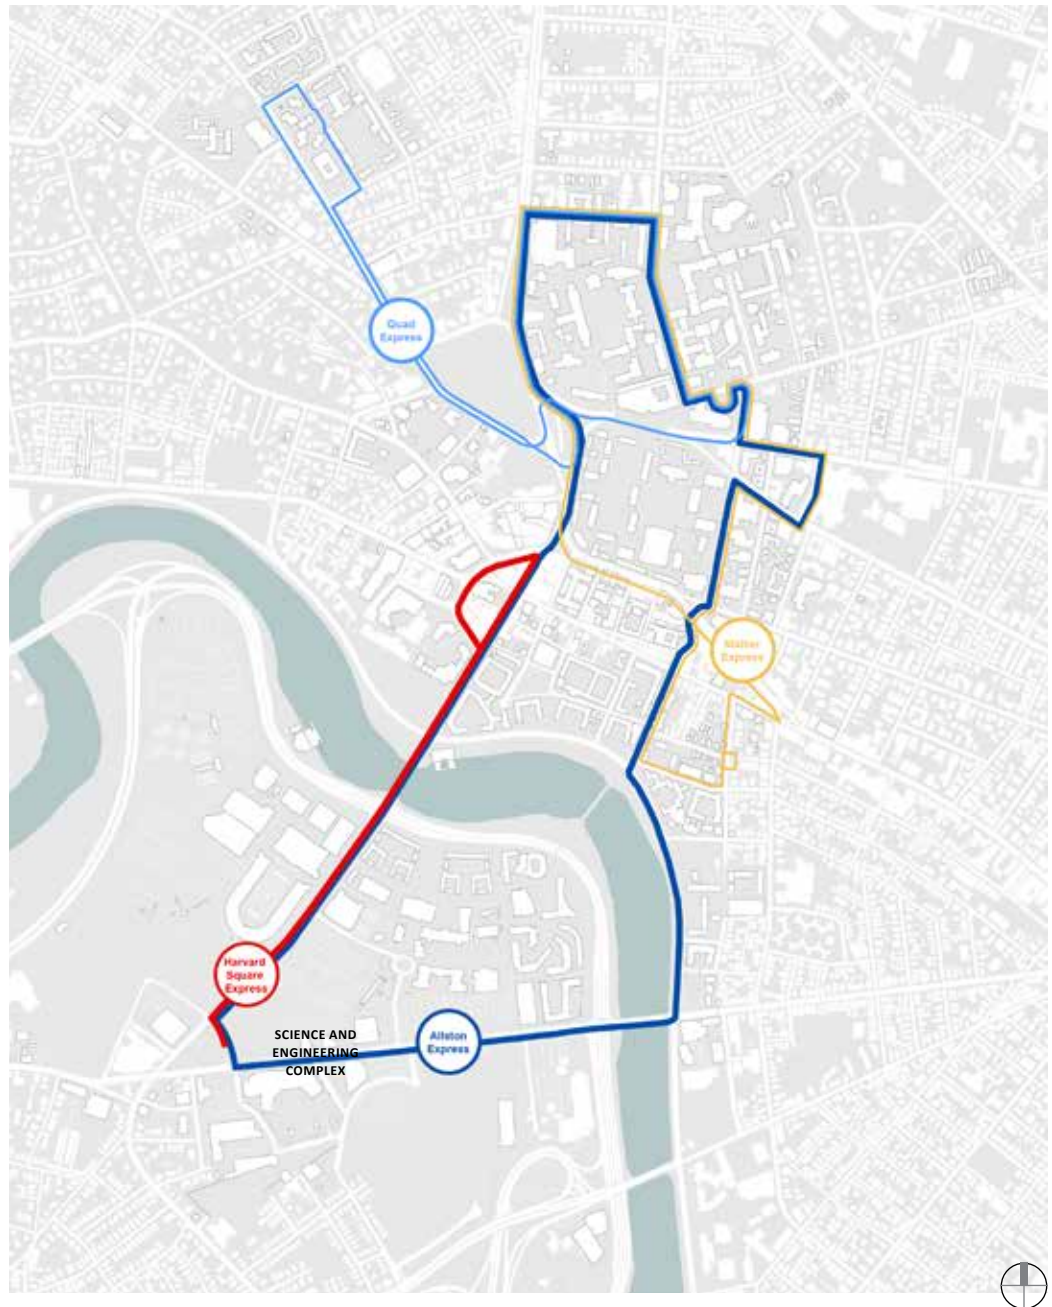 Quad
Express
Mather
Express
Harvard
Square
Express
SCIENCE AND
ENGINEERING
COMPLEX
Allston
Express